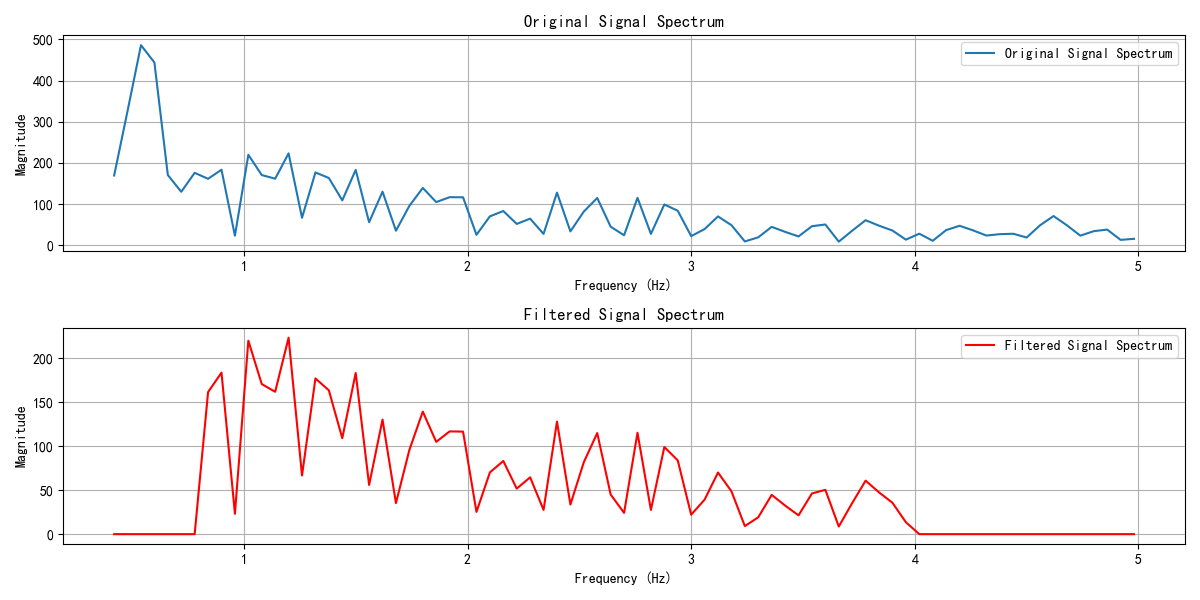 Original Signal Spectrum
500
400
300
200
100
0
Magnitude
Original Signal Spectrum
1 2 3 4 5
Frequency (Hz)
Filtered Signal Spectrum
200
150
100
50
0
Magnitude
Filtered Signal Spectrum
1 2 3 4 5
Frequency (Hz)